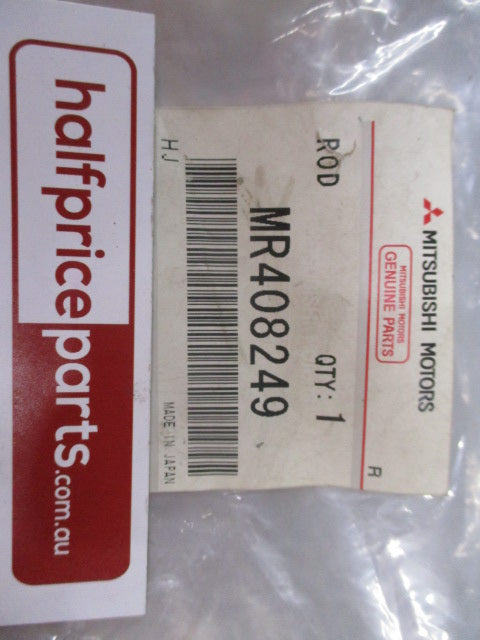 MITSUBISHI MOTORS
MITSUBISHI MOTORS
GENUINE PARTS
R
ROD
QTY: 1
MR408249
HJ
MADE IN JAPAN
halfpriceparts.com.au